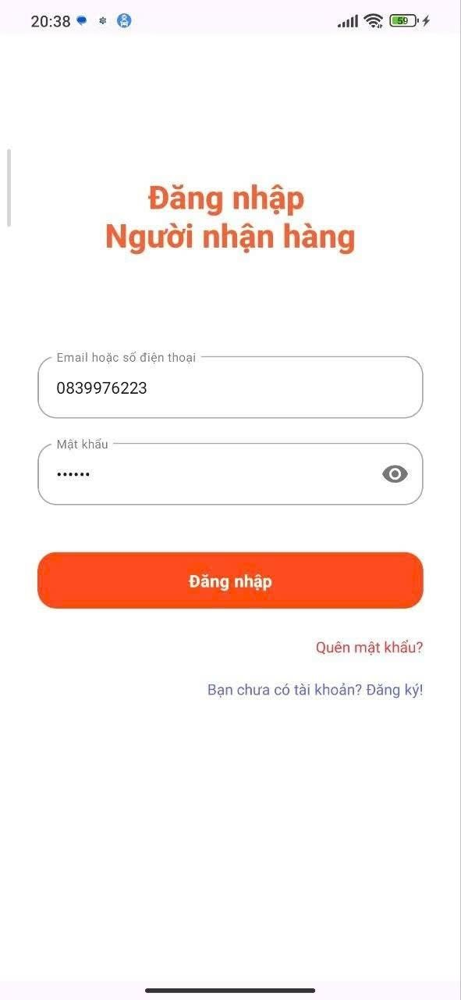 20:38
59
Đăng nhập
Người nhận hàng
Email hoặc số điện thoại
0839976223
Mật khẩu
••••••
Đăng nhập
Quên mật khẩu?
Bạn chưa có tài khoản? Đăng ký!